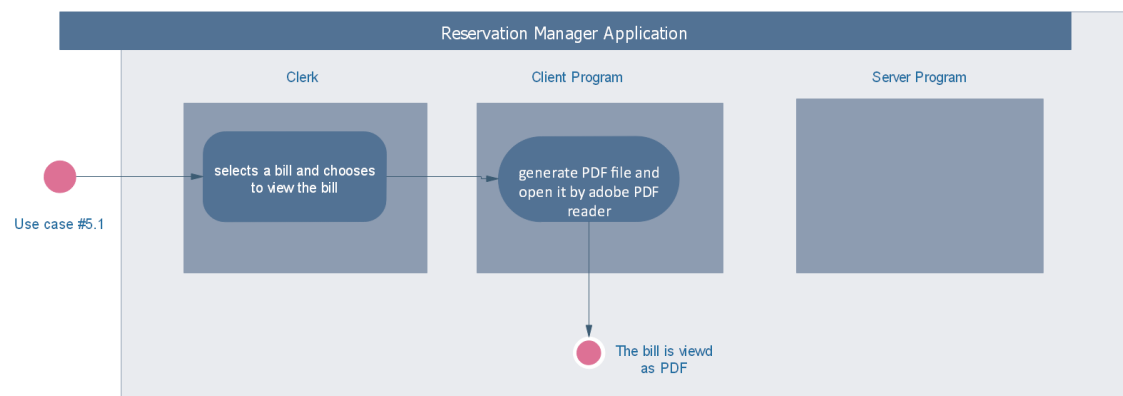 Reservation Manager Application
Clerk
Client Program
Server Program
selects a bill and chooses
to view the bill
generate PDF file and
open it by adobe PDF
reader
Use case #5.1
The bill is viewd
as PDF